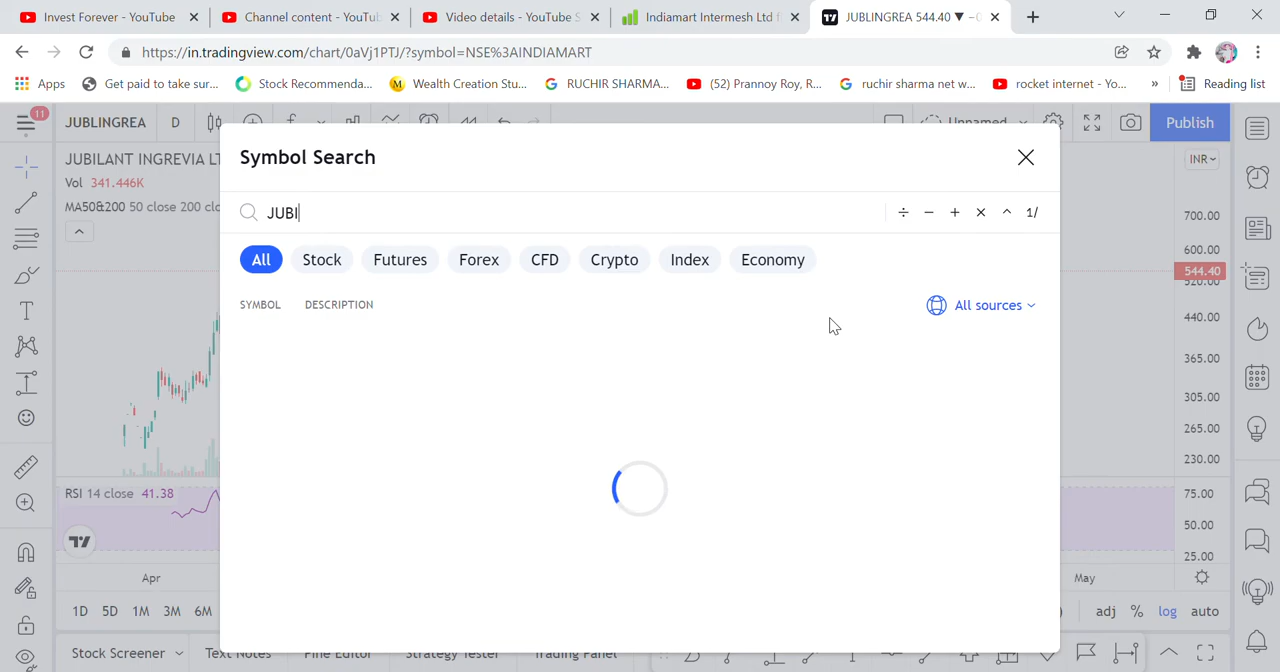 Invest Forever - YouTube
Channel content - YouTu
Video details - YouTube S
Indiamart Intermesh Ltd
JUBLINGREA 544.40 ▼ −
https://in.tradingview.com/chart/0aVj1PTJ/?symbol=NSE%3AINDIAMART
Apps
Get paid to take sur...
Stock Recommenda...
Wealth Creation Stu...
RUCHIR SHARMA...
(52) Prannoy Roy, R...
ruchir sharma net w...
rocket internet - Yo...
»
Reading list
11
JUBLINGREA
D
Unnamed
Publish
JUBILANT INGREVIA LT
INR
Vol 341.446K
MA50&200 50 close 200 clo
Symbol Search
JUBI
÷ − + × ^ 1/
All
Stock
Futures
Forex
CFD
Crypto
Index
Economy
SYMBOL
DESCRIPTION
All sources
700.00
600.00
544.40
520.00
440.00
365.00
305.00
265.00
230.00
RSI 14 close 41.38
75.00
50.00
25.00
Apr
May
1D 5D 1M 3M 6M
adj % log auto
Stock Screener
Text Notes
Pine Editor
Strategy Tester
Trading Panel